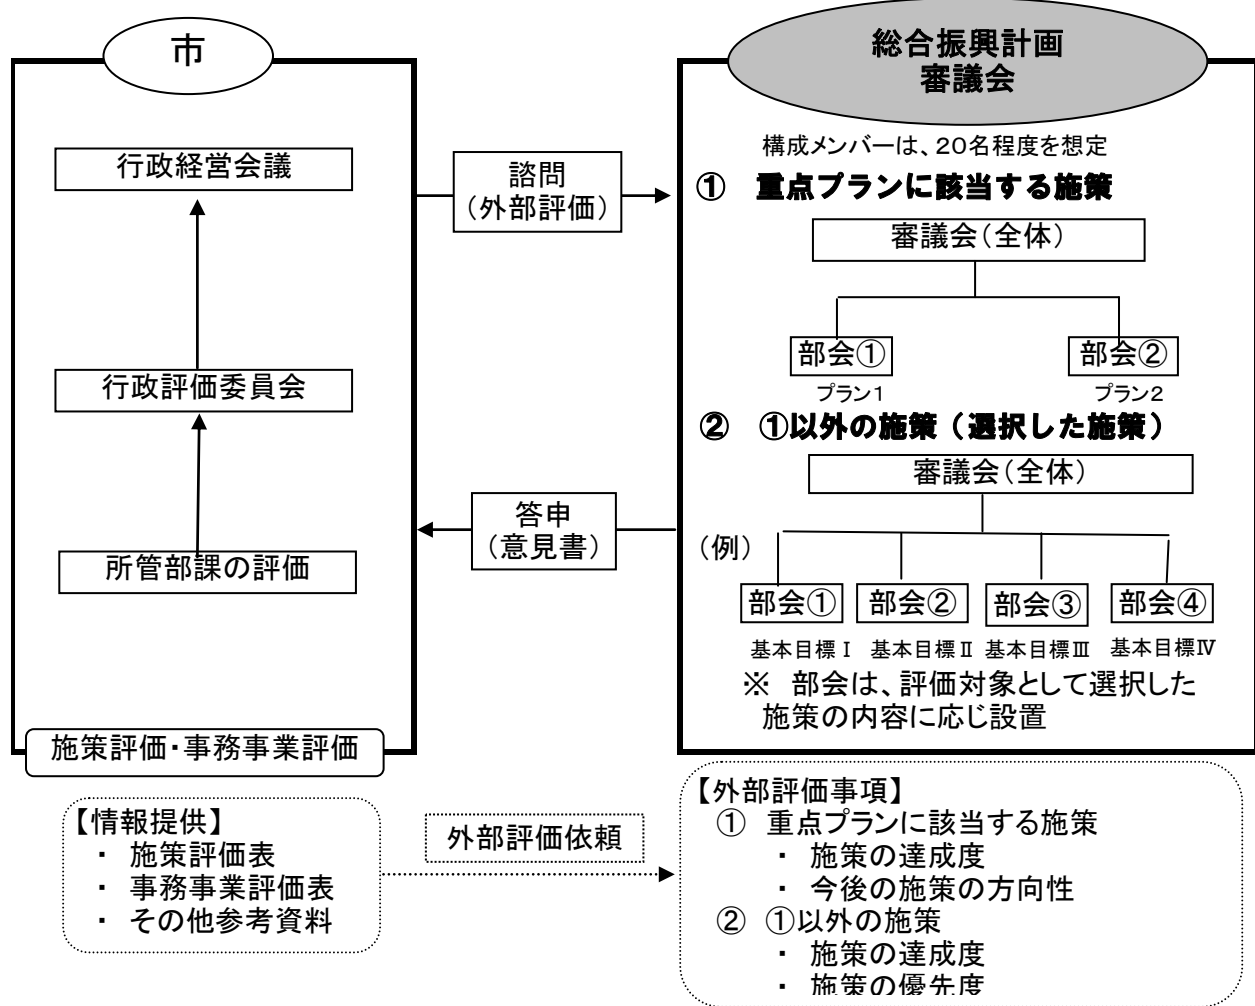 市
行政経営会議
行政評価委員会
所管部課の評価
施策評価・事務事業評価
諮問
(外部評価)
答申
(意見書)
総合振興計画
審議会
構成メンバーは、20名程度を想定
① 重点プランに該当する施策
審議会(全体)
部会① 部会②
プラン1 プラン2
② ①以外の施策(選択した施策)
審議会(全体)
(例)
部会① 部会② 部会③ 部会④
基本目標Ⅰ 基本目標Ⅱ 基本目標Ⅲ 基本目標Ⅳ
※ 部会は、評価対象として選択した
施策の内容に応じ設置
【情報提供】
・ 施策評価表
・ 事務事業評価表
・ その他参考資料
外部評価依頼
【外部評価事項】
① 重点プランに該当する施策
・ 施策の達成度
・ 今後の施策の方向性
② ①以外の施策
・ 施策の達成度
・ 施策の優先度